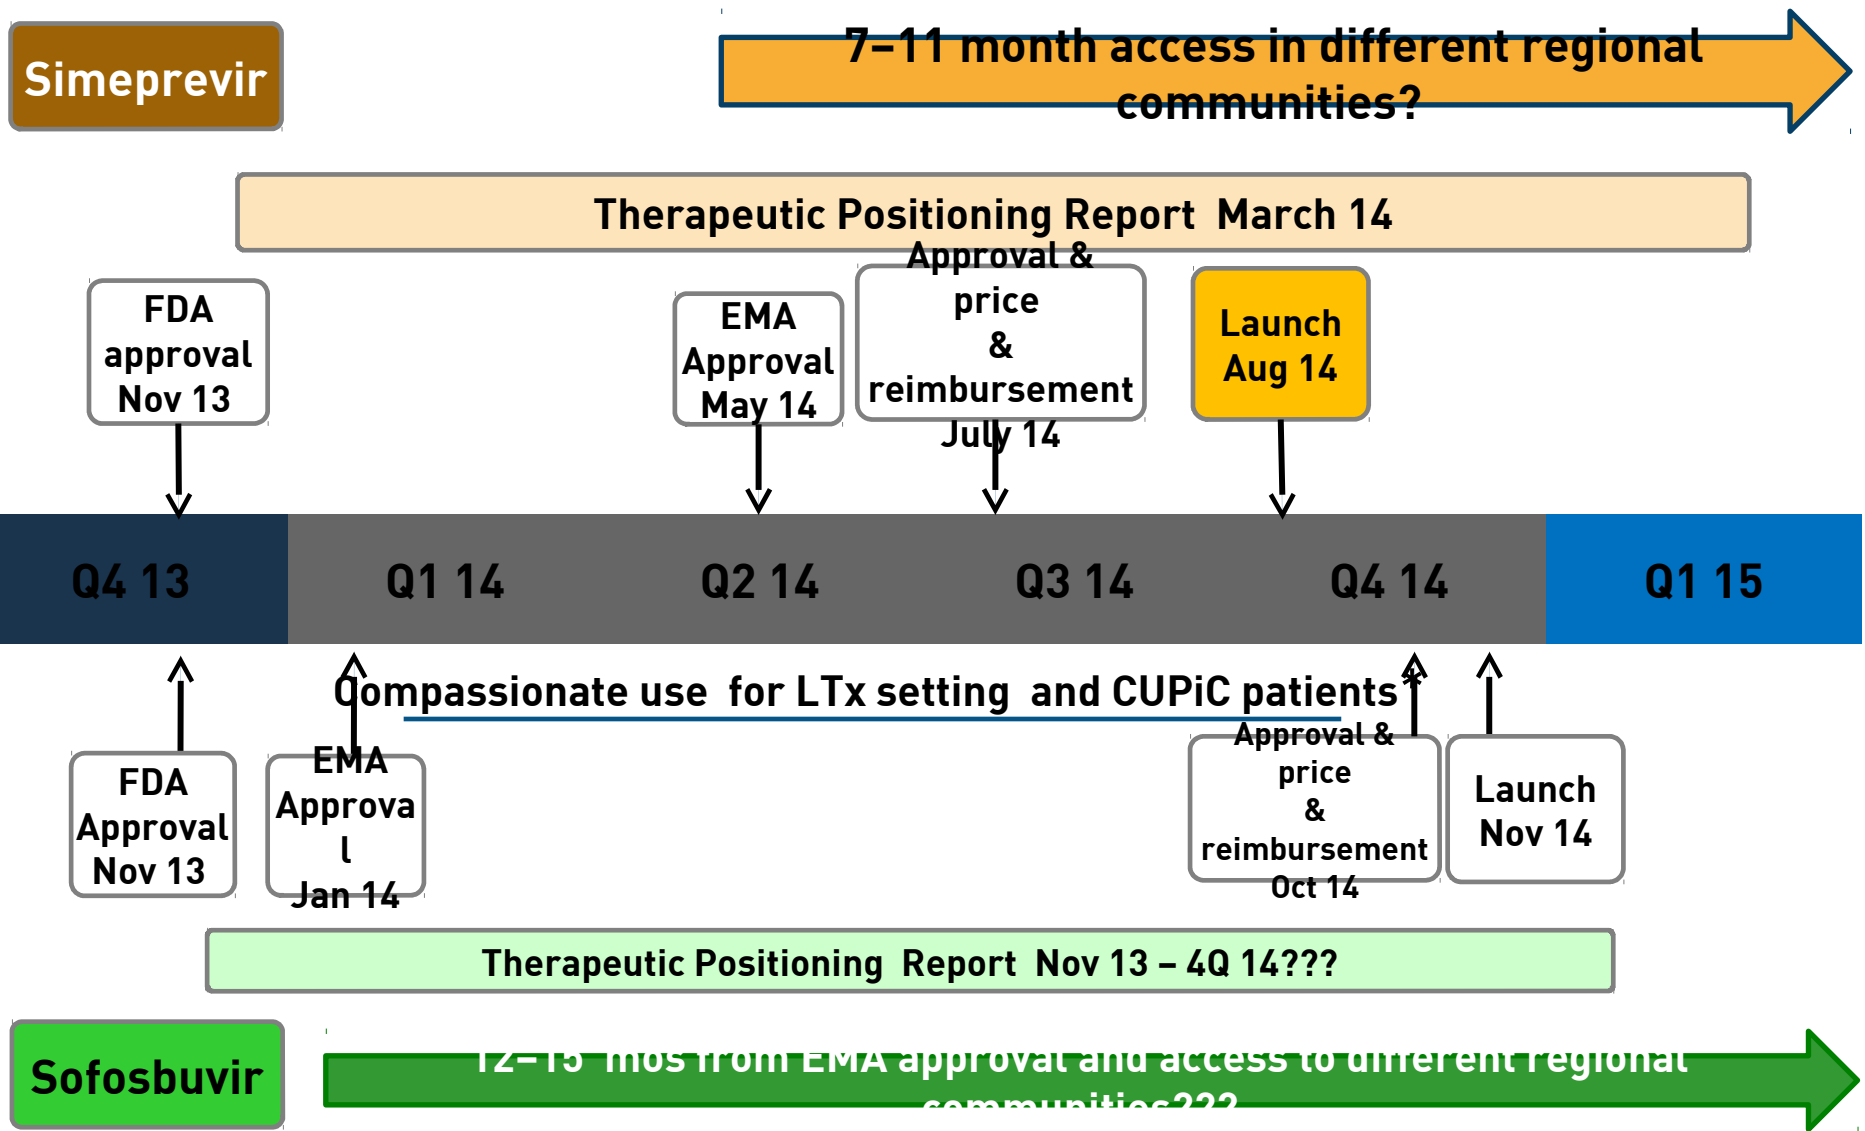 Simeprevir
7–11 month access in different regional
communities?
Therapeutic Positioning Report  March 14
FDA
approval
Nov 13
EMA
Approval
May 14
Approval &
price
&
reimbursement
July 14
Launch
Aug 14
Q4 13
Q1 14
Q2 14
Q3 14
Q4 14
Q1 15
Compassionate use  for LTx setting  and CUPiC patients*
FDA
Approval
Nov 13
EMA
Approva
l
Jan 14
Approval &
price
&
reimbursement
Oct 14
Launch
Nov 14
Therapeutic Positioning  Report  Nov 13 – 4Q 14???
Sofosbuvir
12–15  mos from EMA approval and access to different regional
communities???